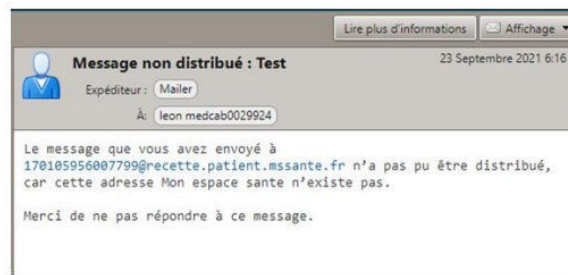 Lire plus d'informations Affichage
Message non distribué : Test 23 Septembre 2021 6:16
Expéditeur : Mailer
À: leon medcab0029924
Le message que vous avez envoyé à
170105956007799@recette.patient.mssante.fr n'a pas pu être distribué,
car cette adresse Mon espace sante n'existe pas.
Merci de ne pas répondre à ce message.